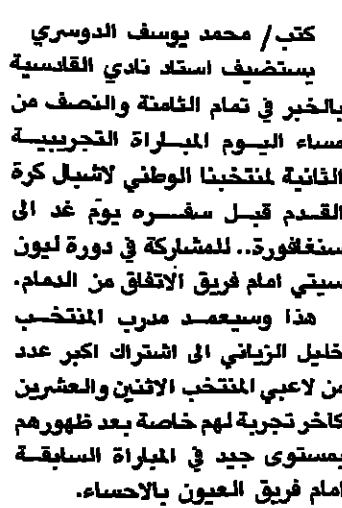 كتب/ محمد يوسف الدوسري
يستضيف استاد نادي القادسية
بالخبر في تمام الثامنة والنصف من
مساء اليوم المباراة التجريبية
الثانية لمنتخبنا الوطني لاشبال كرة
القدم قبل سفره يوم غد الى
سنغافورة.. للمشاركة في دورة ليون
سيتي امام فريق الاتفاق من الدمام.
هذا وسيعمد مدرب المنتخب
خليل الزياني الى اشتراك اكبر عدد
من لاعبي المنتخب الاثنين والعشرين
كاخر تجربة لهم خاصة بعد ظهورهم
بمستوى جيد في المباراة السابقة
امام فريق العيون بالاحساء.